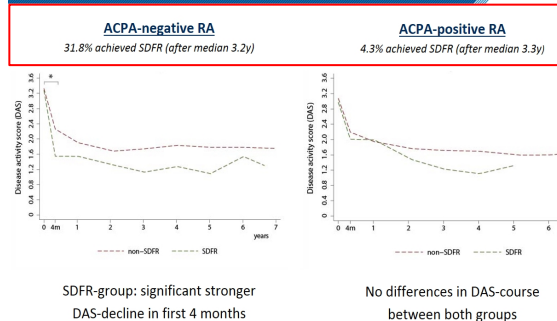 ACPA-negative RA
31.8% achieved SDFR (after median 3.2y)
ACPA-positive RA
4.3% achieved SDFR (after median 3.3y)
Disease activity score (DAS)
3.6
3.2
2.8
2.4
2.0
1.6
1.2
0.8
0.4
0
*
0 4m 1 2 3 4 5 6 7
years
non−SDFR SDFR
Disease activity score (DAS)
3.6
3.2
2.8
2.4
2.0
1.6
1.2
0.8
0.4
0
0 4m 1 2 3 4 5 6
non−SDFR SDFR
SDFR-group: significant stronger
DAS-decline in first 4 months
No differences in DAS-course
between both groups